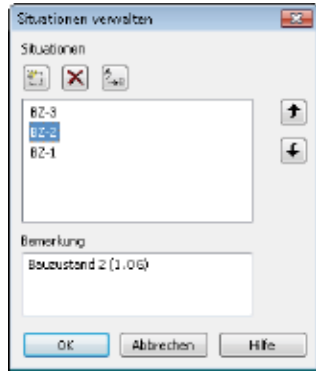 Situationen verwalten
Situationen
BZ-3
BZ-2
BZ-1
Bemerkung
Bauzustand 2 (1.OG)
OK Abbrechen Hilfe